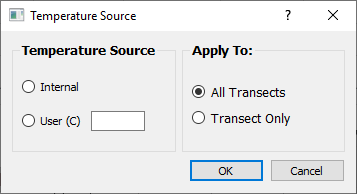 Temperature Source
?
Temperature Source
Internal
User (C)
Apply To:
All Transects
Transect Only
OK
Cancel